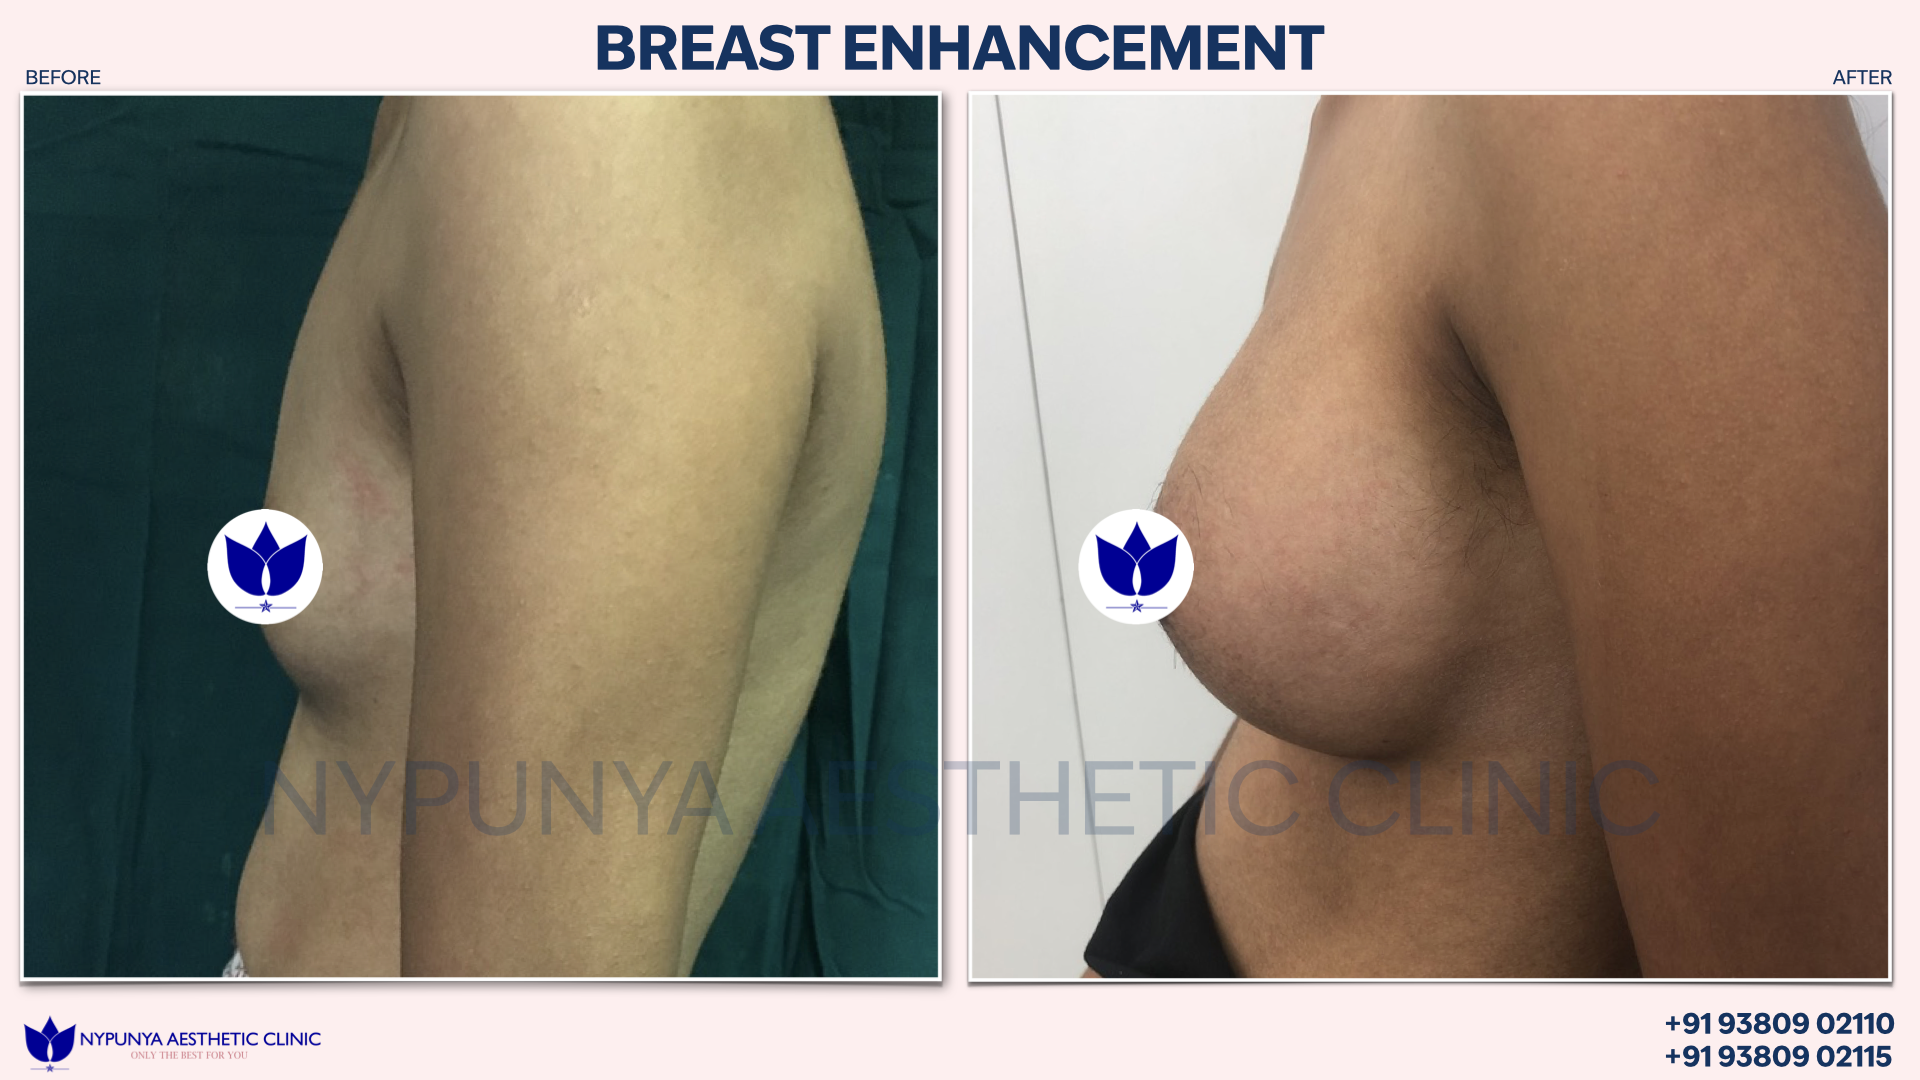 BREAST ENHANCEMENT
BEFORE
AFTER
NYPUNYA AESTHETIC CLINIC
NYPUNYA AESTHETIC CLINIC
ONLY THE BEST FOR YOU
+91 93809 02110
+91 93809 02115